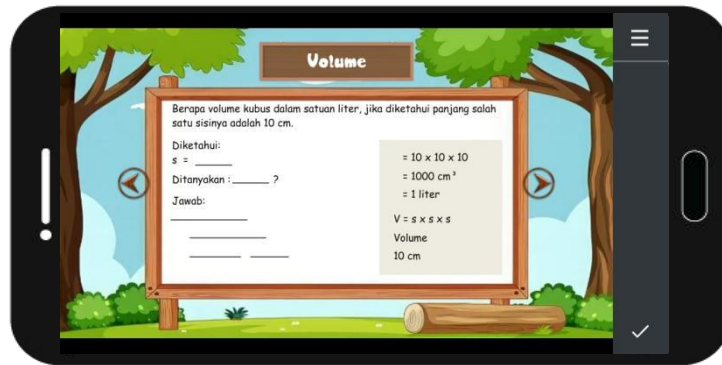 Volume
Berapa volume kubus dalam satuan liter, jika diketahui panjang salah
satu sisinya adalah 10 cm.
Diketahui:
s = ______
Ditanyakan : ______ ?
Jawab:
= 10 x 10 x 10
= 1000 cm³
= 1 liter
V = s x s x s
Volume
10 cm